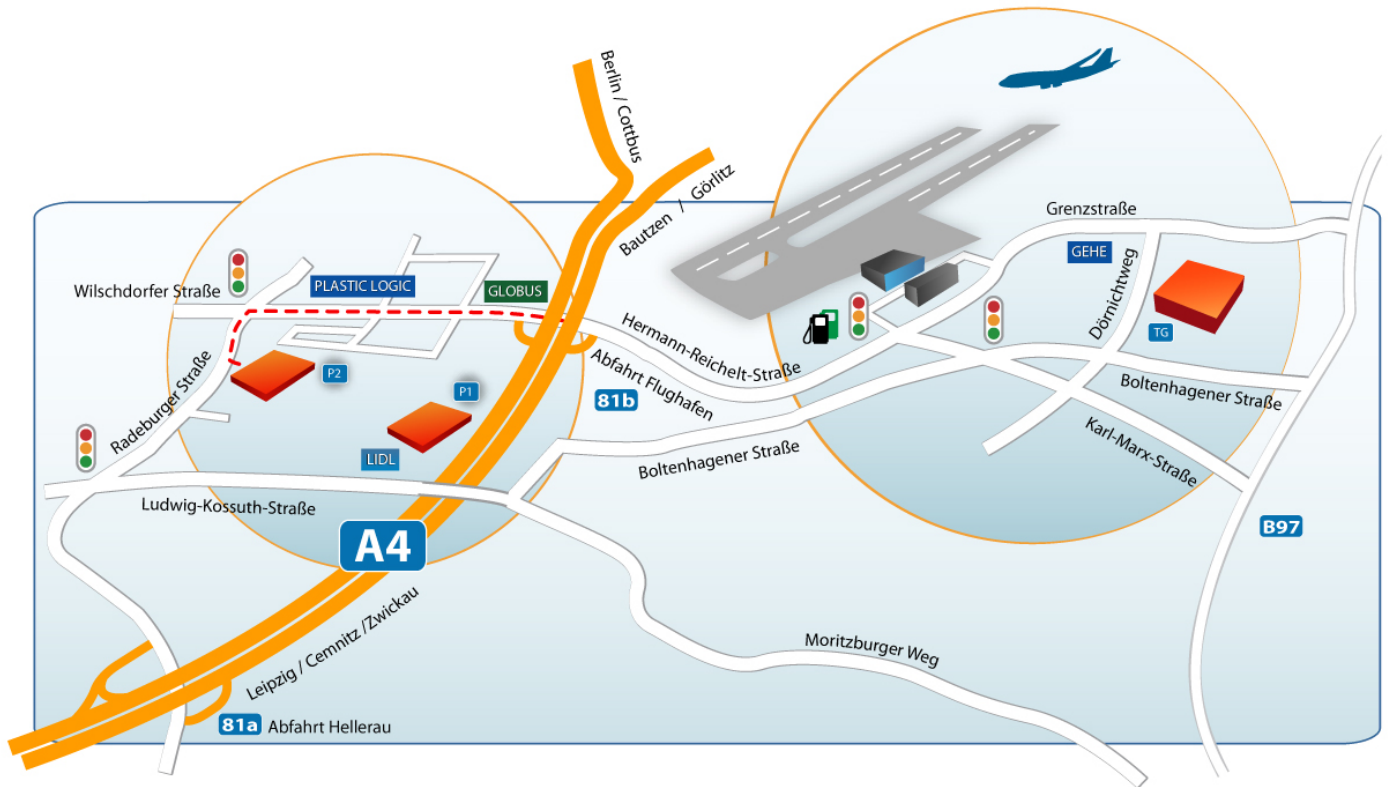 Berlin / Cottbus
Bautzen / Görlitz
Grenzstraße
GEHE
Dörnichtweg
Wilschdorfer Straße
PLASTIC LOGIC
GLOBUS
Hermann-Reichelt-Straße
TG
Abfahrt Flughafen
81b
Radeburger Straße
P2
P1
Boltenhagener Straße
LIDL
Boltenhagener Straße
Karl-Marx-Straße
Ludwig-Kossuth-Straße
A4
B97
Leipzig / Cemnitz /Zwickau
Moritzburger Weg
81a Abfahrt Hellerau